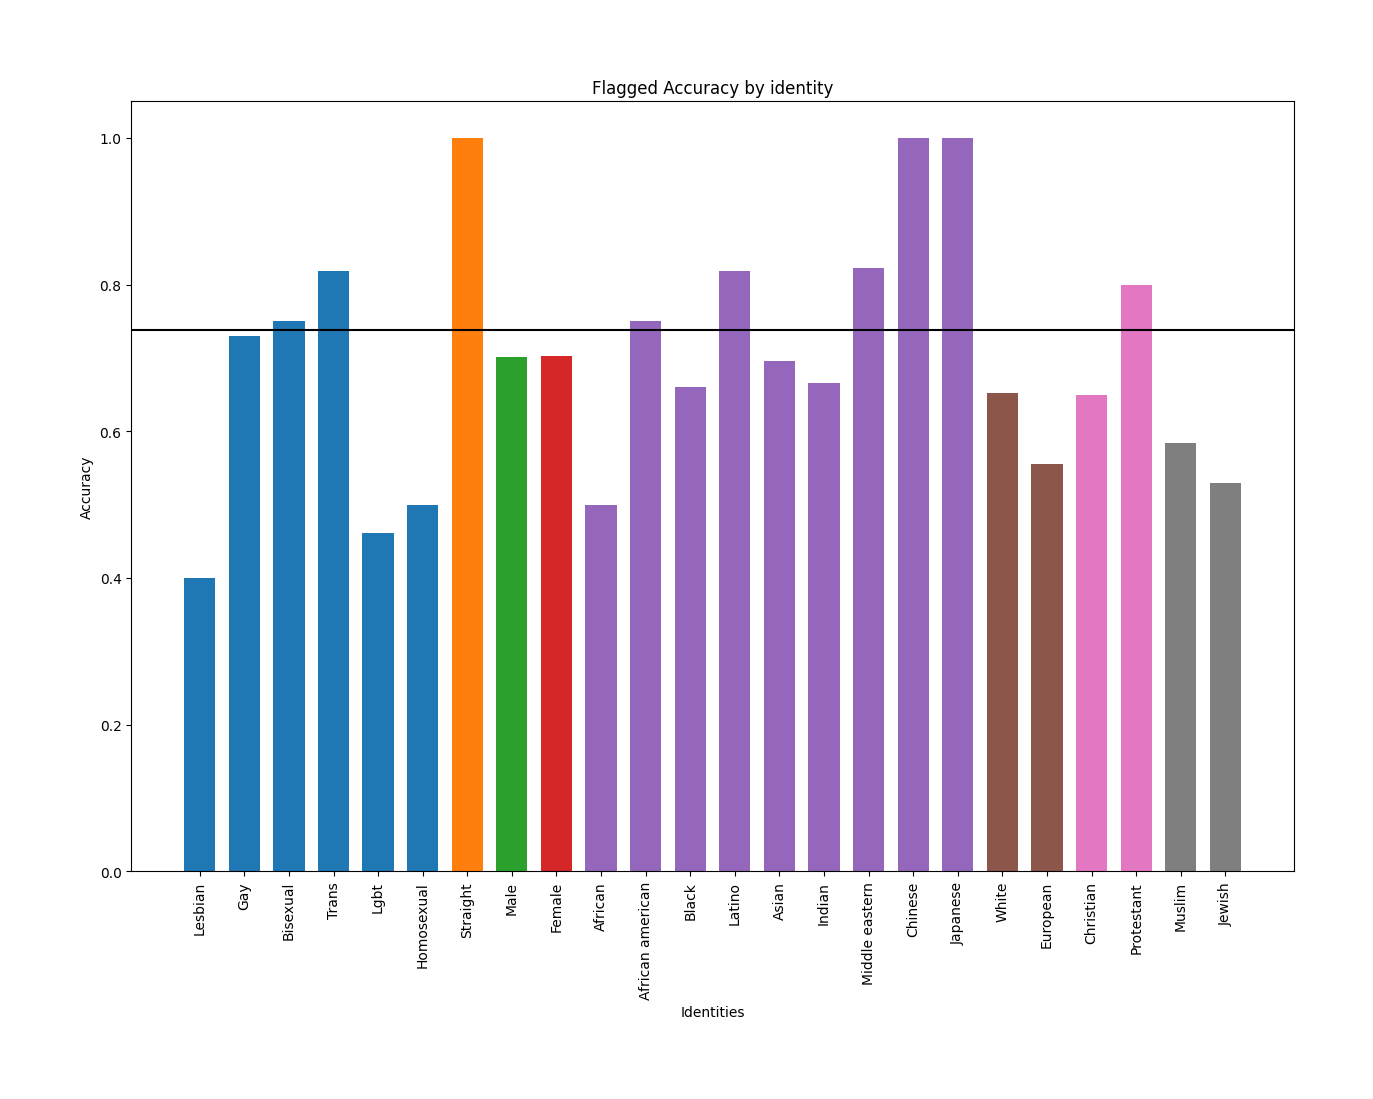 Flagged Accuracy by identity
1.0
0.8
0.6
0.4
0.2
0.0
Accuracy
Lesbian
Gay
Bisexual
Trans
Lgbt
Homosexual
Straight
Male
Female
African
African american
Black
Latino
Asian
Indian
Middle eastern
Chinese
Japanese
White
European
Christian
Protestant
Muslim
Jewish
Identities